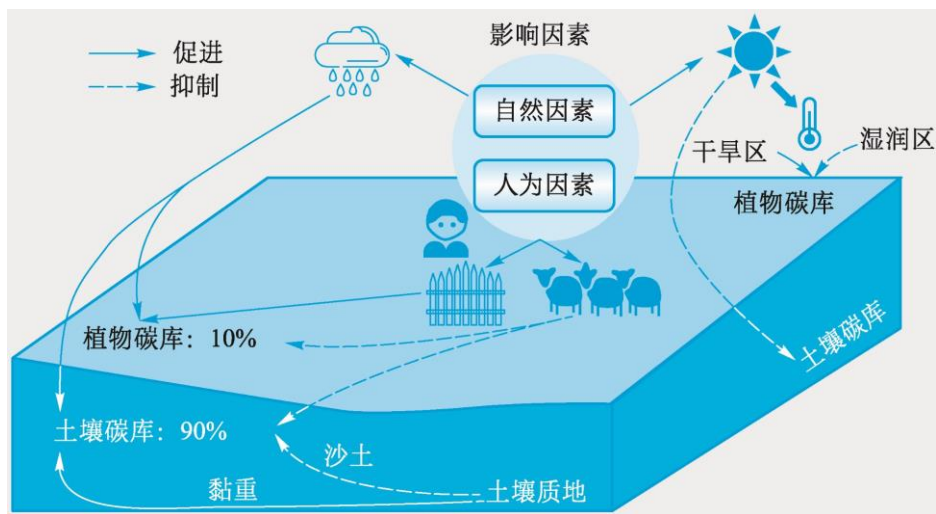 影响因素
促进
抑制
自然因素
人为因素
干旱区
湿润区
植物碳库
植物碳库：10%
土壤碳库
土壤碳库：90%
沙土
黏重
土壤质地